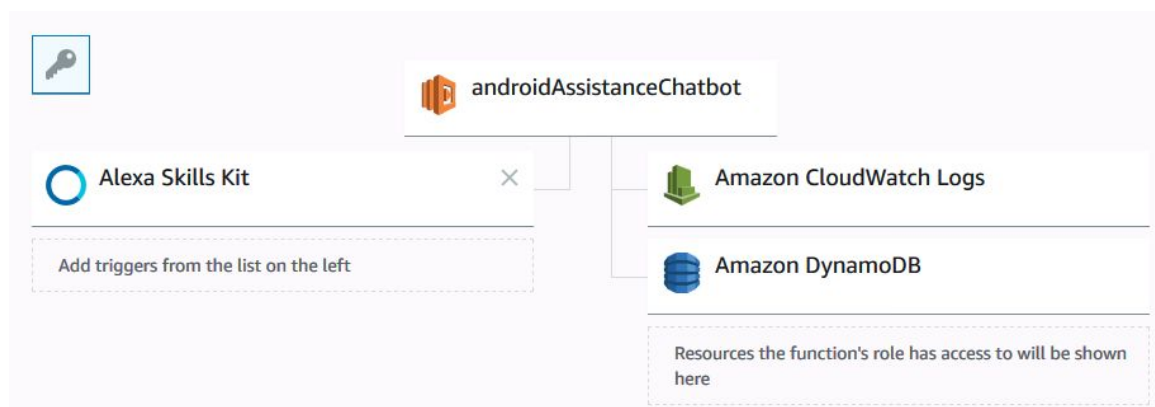 androidAssistanceChatbot
Alexa Skills Kit
Add triggers from the list on the left
Amazon CloudWatch Logs
Amazon DynamoDB
Resources the function's role has access to will be shown
here